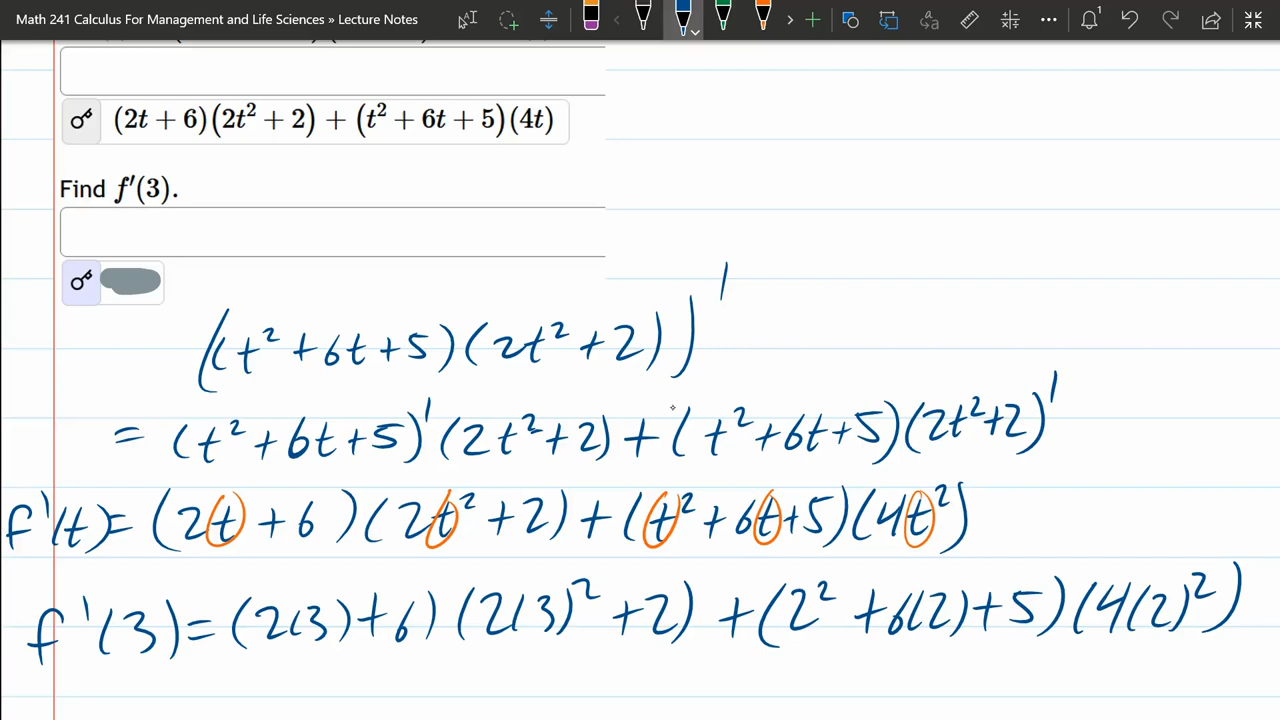 Math 241 Calculus For Management and Life Sciences » Lecture Notes
(2t + 6)(2t² + 2) + (t² + 6t + 5)(4t)
Find f′(3).
((t² + 6t + 5)(2t² + 2))'
= (t² + 6t + 5)'(2t² + 2) + (t² + 6t + 5)(2t² + 2)'
f'(t) = (2t + 6)(2t² + 2) + (t² + 6t + 5)(4t²)
f'(3) = (2(3) + 6)(2(3)² + 2) + (2² + 6(2) + 5)(4(2)²)